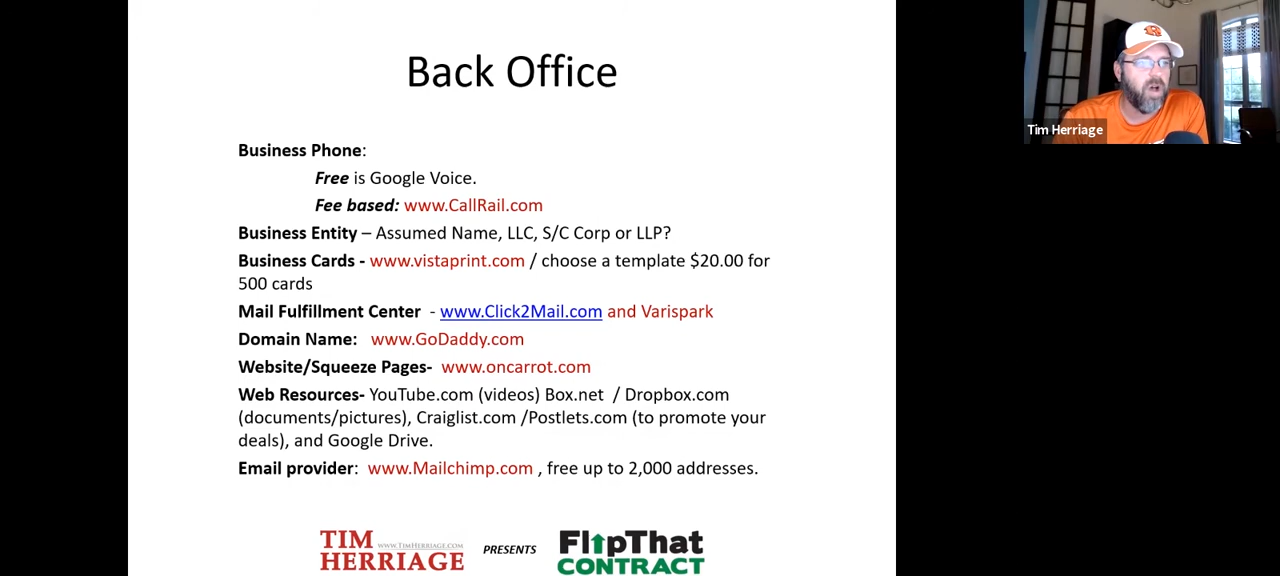 Back Office
Business Phone:
Free is Google Voice.
Fee based: www.CallRail.com
Business Entity – Assumed Name, LLC, S/C Corp or LLP?
Business Cards - www.vistaprint.com / choose a template $20.00 for
500 cards
Mail Fulfillment Center - www.Click2Mail.com and Varispark
Domain Name: www.GoDaddy.com
Website/Squeeze Pages- www.oncarrot.com
Web Resources- YouTube.com (videos) Box.net / Dropbox.com
(documents/pictures), Craiglist.com /Postlets.com (to promote your
deals), and Google Drive.
Email provider: www.Mailchimp.com , free up to 2,000 addresses.
TIM WWW.TIMHERRIAGE.COM
HERRIAGE
PRESENTS
FlipThat
CONTRACT
Tim Herriage